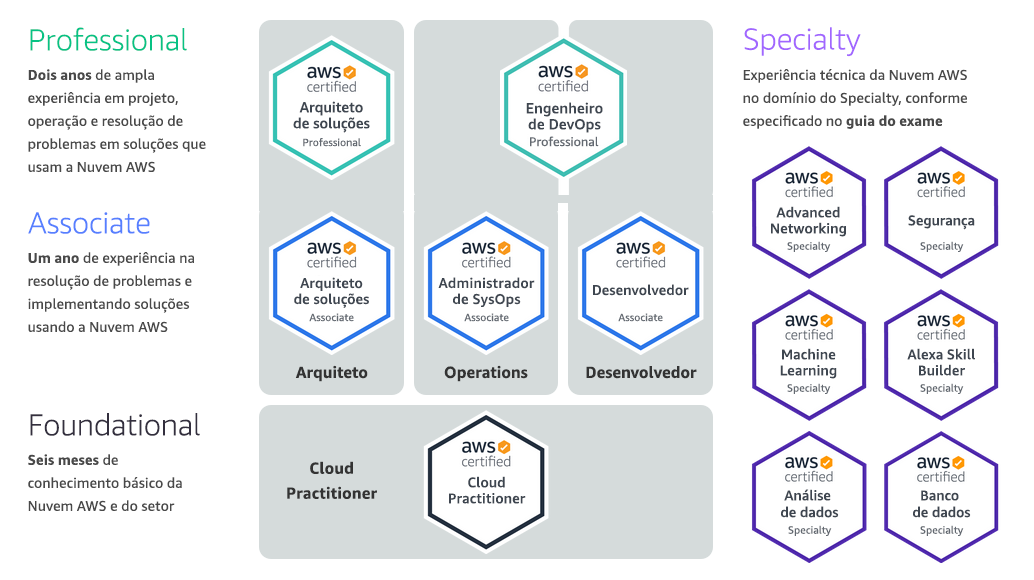 Professional
Dois anos de ampla
experiência em projeto,
operação e resolução de
problemas em soluções que
usam a Nuvem AWS
aws
certified
Arquiteto
de soluções
Professional
aws
certified
Engenheiro
de DevOps
Professional
Associate
Um ano de experiência na
resolução de problemas e
implementando soluções
usando a Nuvem AWS
aws
certified
Arquiteto
de soluções
Associate
Arquiteto
aws
certified
Administrador
de SysOps
Associate
Operations
aws
certified
Desenvolvedor
Associate
Desenvolvedor
Foundational
Seis meses de
conhecimento básico da
Nuvem AWS e do setor
Cloud
Practitioner
aws
certified
Cloud
Practitioner
Specialty
Experiência técnica da Nuvem AWS
no domínio do Specialty, conforme
especificado no guia do exame
aws
certified
Advanced
Networking
Specialty
aws
certified
Segurança
Specialty
aws
certified
Machine
Learning
Specialty
aws
certified
Alexa Skill
Builder
Specialty
aws
certified
Análise
de dados
Specialty
aws
certified
Banco
de dados
Specialty